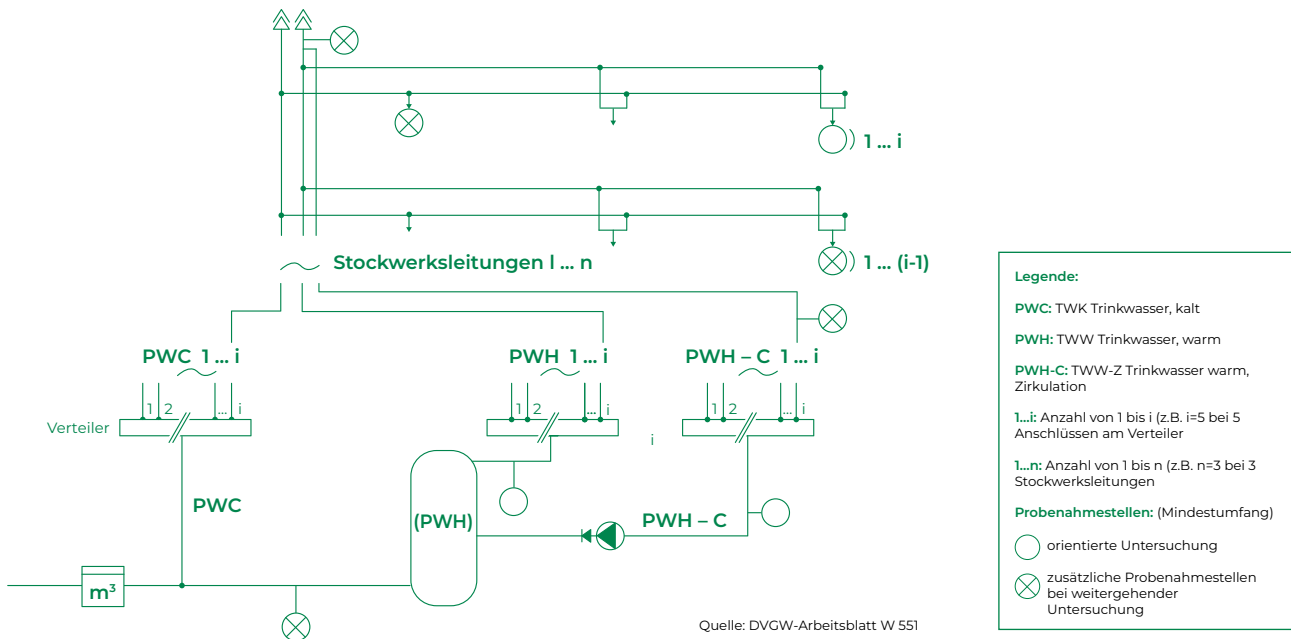 1 ... i
1 ... (i-1)
Stockwerksleitungen l ... n
PWC 1 ... i
PWH 1 ... i
PWH – C 1 ... i
1 2 ... i
1 2 ... i
1 2 ... i
Verteiler
i
PWC
(PWH)
PWH – C
m³
Quelle: DVGW-Arbeitsblatt W 551
Legende:
PWC: TWK Trinkwasser, kalt
PWH: TWW Trinkwasser, warm
PWH-C: TWW-Z Trinkwasser warm,
Zirkulation
1...i: Anzahl von 1 bis i (z.B. i=5 bei 5
Anschlüssen am Verteiler
1...n: Anzahl von 1 bis n (z.B. n=3 bei 3
Stockwerksleitungen
Probenahmestellen: (Mindestumfang)
orientierte Untersuchung
zusätzliche Probenahmestellen
bei weitergehender
Untersuchung